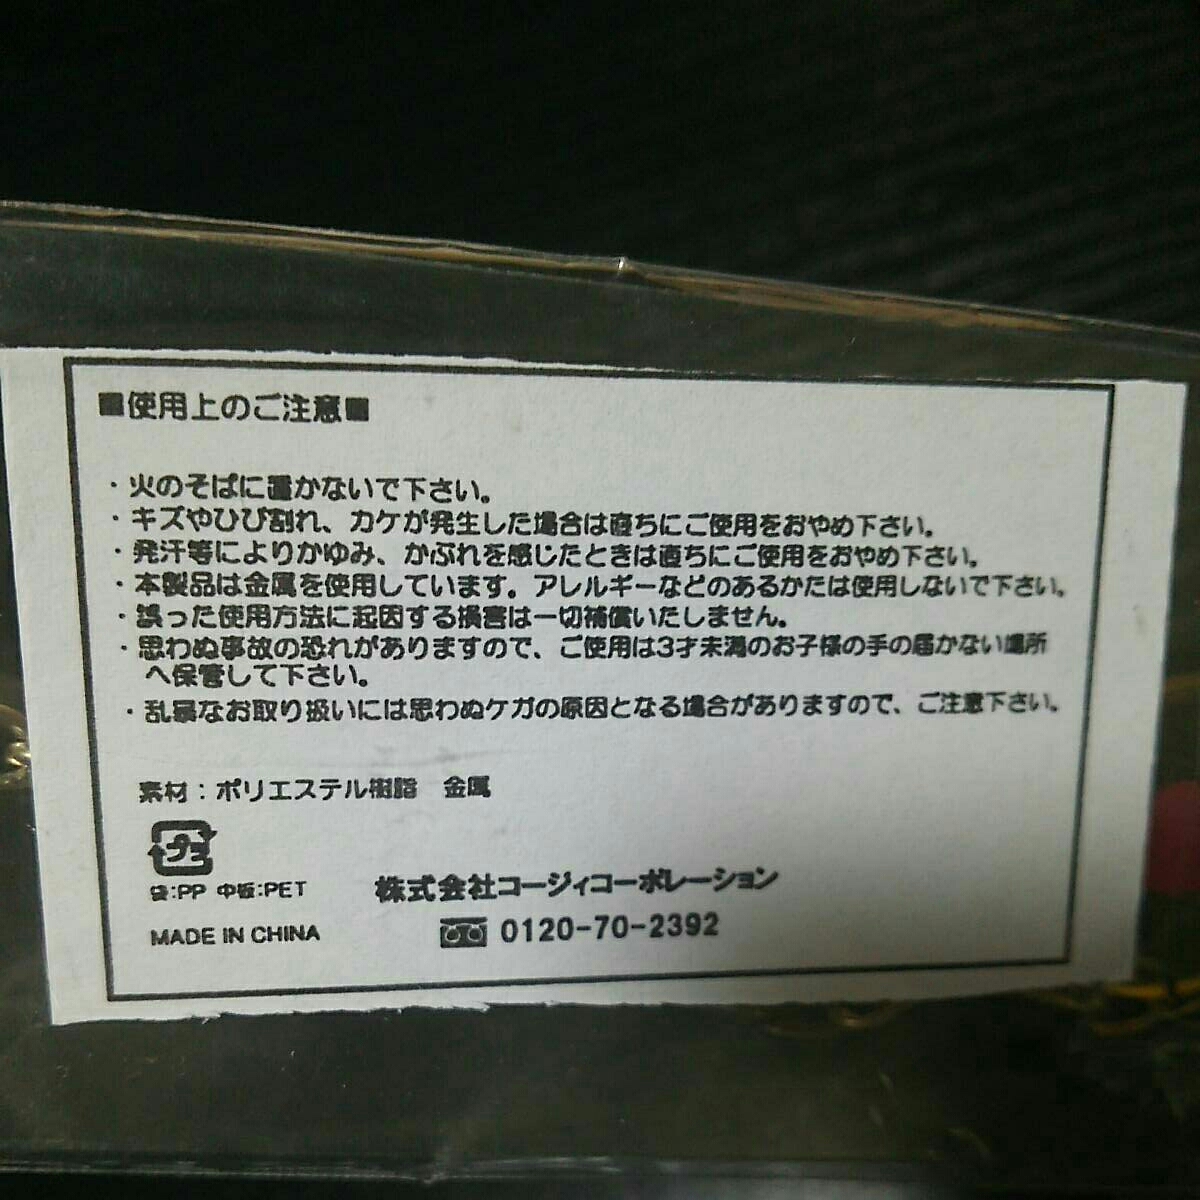 ■使用上のご注意■
・火のそばに置かないで下さい。
・キズやひび割れ、カケが発生した場合は直ちにご使用をおやめ下さい。
・発汗等によりかゆみ、かぶれを感じたときは直ちにご使用をおやめ下さい。
・本製品は金属を使用しています。アレルギーなどのあるかたは使用しないで下さい。
・誤った使用方法に起因する損害は一切補償いたしません。
・思わぬ事故の恐れがありますので、ご使用は3才未満のお子様の手の届かない場所
へ保管して下さい。
・乱暴なお取り扱いには思わぬケガの原因となる場合がありますので、ご注意下さい。
素材：ポリエステル樹脂　金属
プラ
袋:PP 中板:PET
株式会社コージィコーポレーション
MADE IN CHINA
0120-70-2392